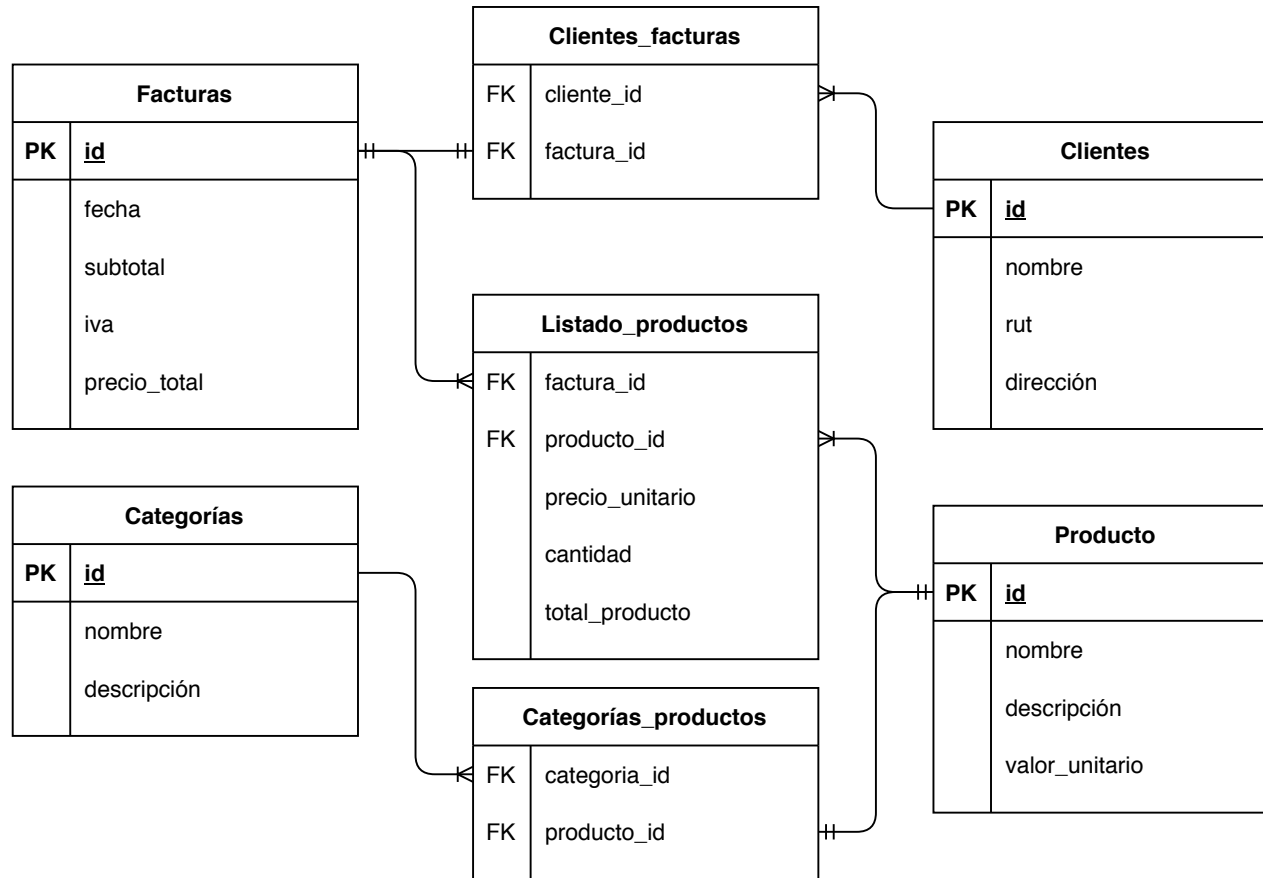 Clientes_facturas
FK cliente_id
FK factura_id
Facturas
PK id
fecha
subtotal
iva
precio_total
Clientes
PK id
nombre
rut
dirección
Listado_productos
FK factura_id
FK producto_id
precio_unitario
cantidad
total_producto
Categorías
PK id
nombre
descripción
Producto
PK id
nombre
descripción
valor_unitario
Categorías_productos
FK categoria_id
FK producto_id